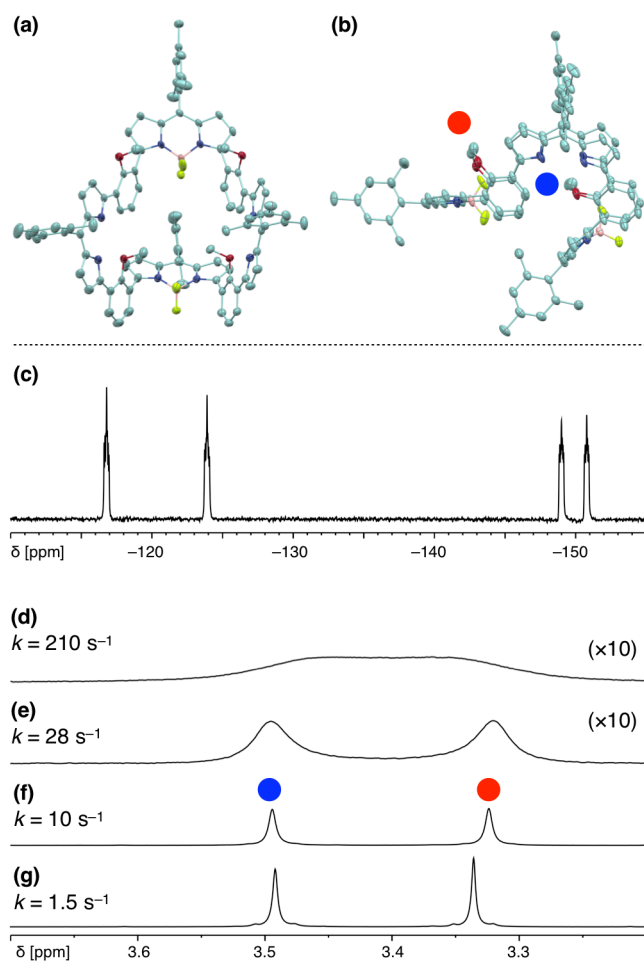 (a) (b)
(c)
δ [ppm] –120 –130 –140 –150
(d)
k = 210 s–1 (×10)
(e)
k = 28 s–1 (×10)
(f)
k = 10 s–1
(g)
k = 1.5 s–1
δ [ppm] 3.6 3.5 3.4 3.3